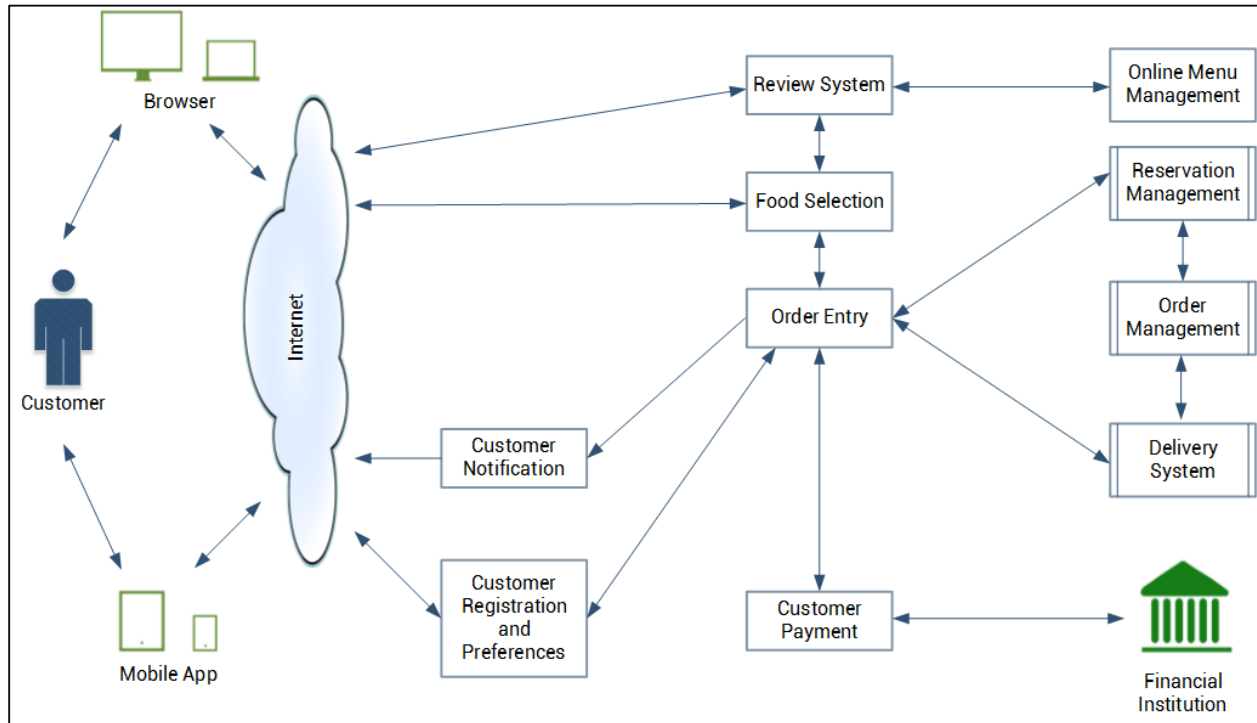 Browser
Review System
Online Menu
Management
Reservation
Management
Food Selection
Internet
Order Entry
Order
Management
Customer
Customer
Notification
Delivery
System
Customer
Registration
and
Preferences
Customer
Payment
Mobile App
Financial
Institution